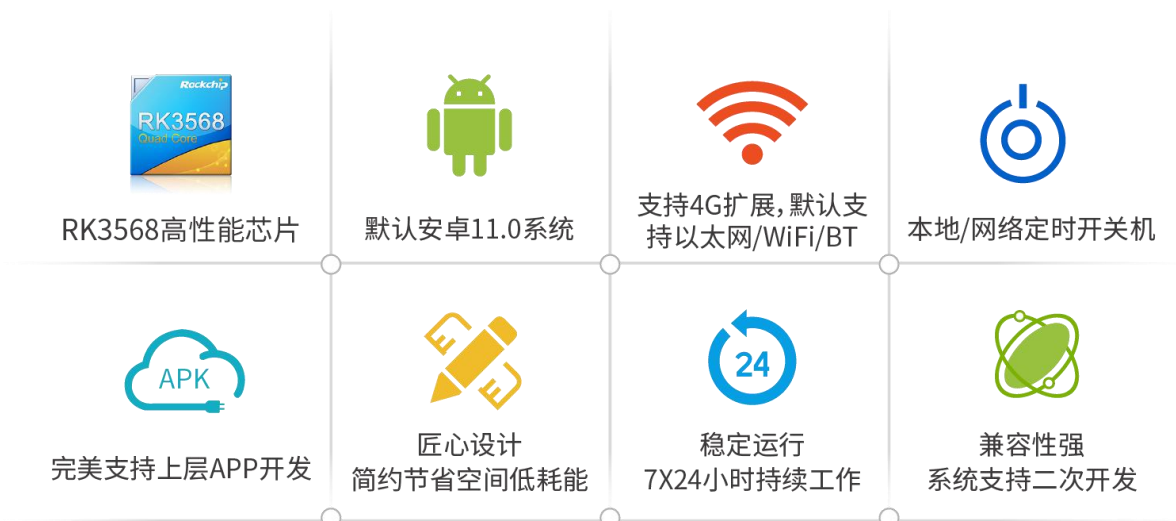 Rockchip
RK3568
Quad Core
RK3568高性能芯片
默认安卓11.0系统
支持4G扩展,默认支
持以太网/WiFi/BT
本地/网络定时开关机
APK
完美支持上层APP开发
匠心设计
简约节省空间低耗能
24
稳定运行
7X24小时持续工作
兼容性强
系统支持二次开发